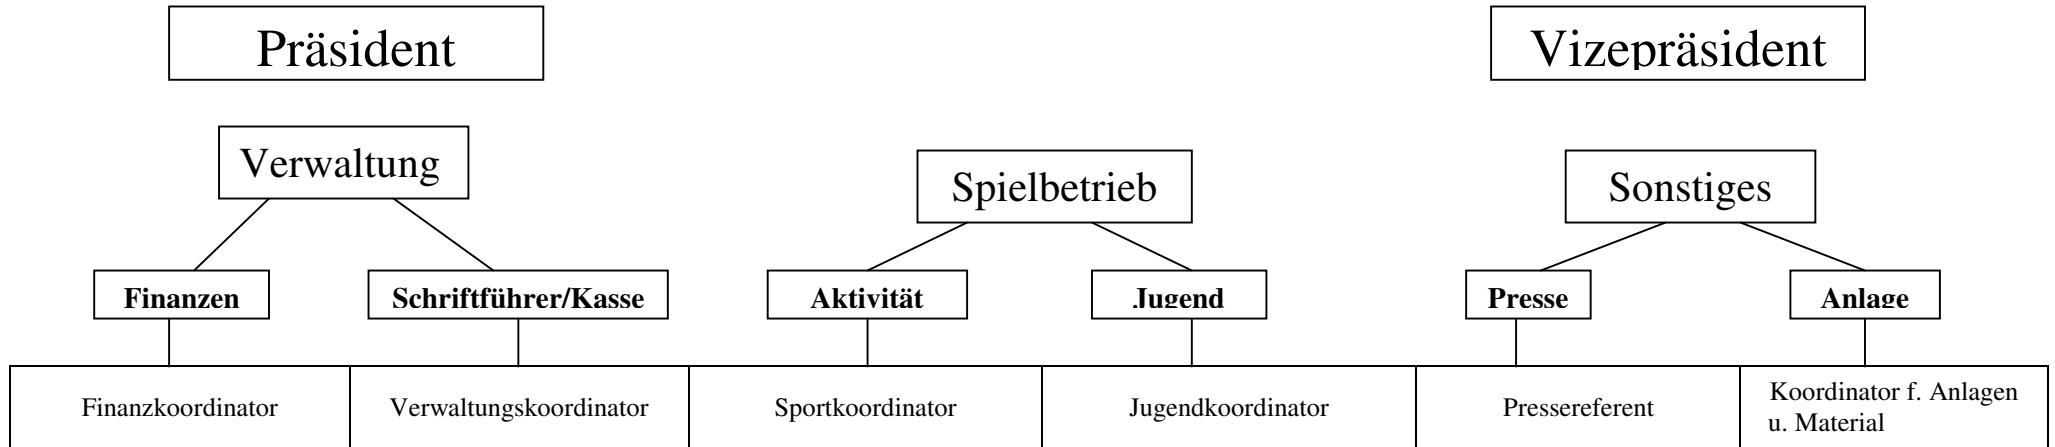 Präsident
Vizepräsident
Verwaltung
Spielbetrieb
Sonstiges
Finanzen
Schriftführer/Kasse
Aktivität
Jugend
Presse
Anlage
Finanzkoordinator
Verwaltungskoordinator
Sportkoordinator
Jugendkoordinator
Pressereferent
Koordinator f. Anlagen
u. Material